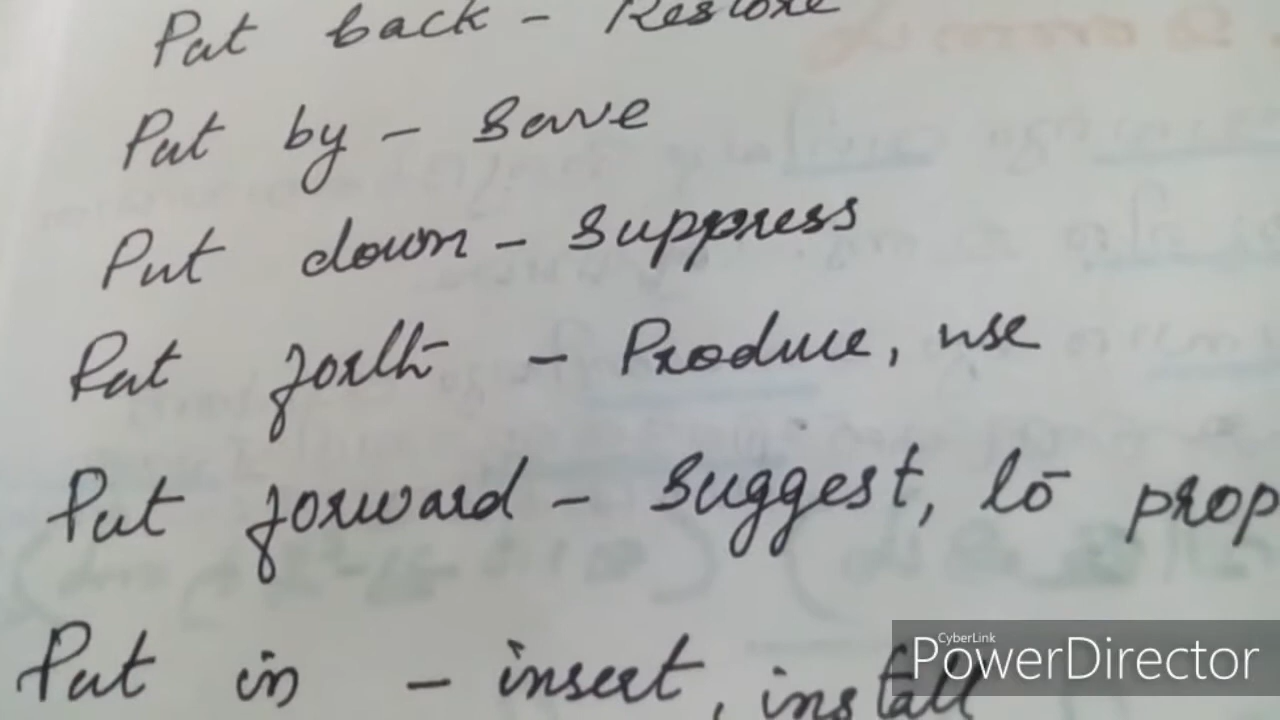 Put back - Restore
Put by - Save
Put down - Suppress
Put forth - Produce, use
Put forward - Suggest, to prop
Put in - insert, install
CyberLink
PowerDirector